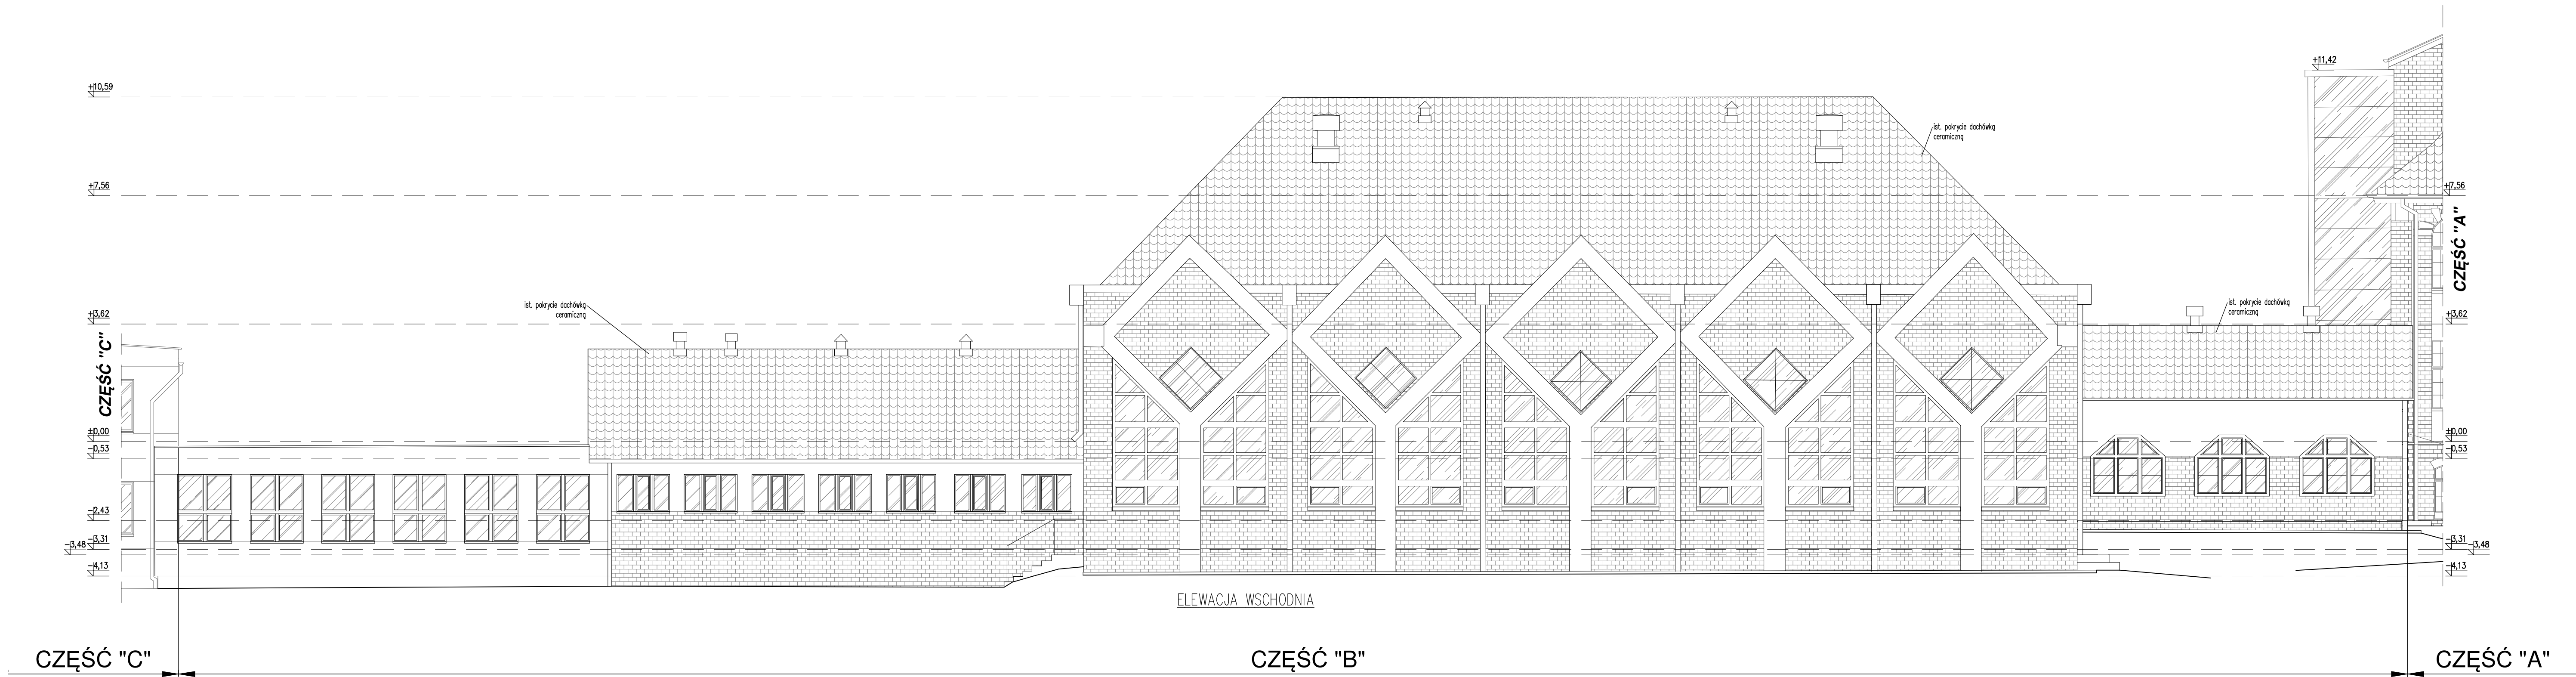 +11,42
+10,59
ist. pokrycie dachówką
ceramiczną
+7,56
+7,56
CZĘŚĆ "A"
ist. pokrycie dachówką
ceramiczną
ist. pokrycie dachówką
ceramiczną
+3,62
+3,62
CZĘŚĆ "C"
±0,00
±0,00
-0,53
-0,53
-2,43
-3,31
-3,48
-3,31
-3,48
-4,13
-4,13
ELEWACJA WSCHODNIA
CZĘŚĆ "C"
CZĘŚĆ "B"
CZĘŚĆ "A"